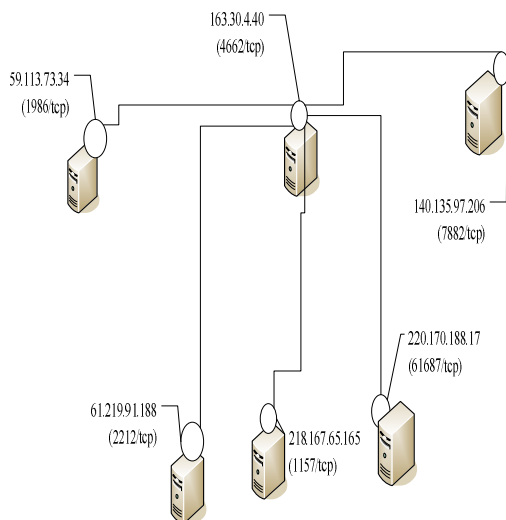 163.30.4.40
(4662/tcp)
59.113.73.34
(1986/tcp)
140.135.97.206
(7882/tcp)
220.170.188.17
(61687/tcp)
61.219.91.188
(2212/tcp)
218.167.65.165
(1157/tcp)